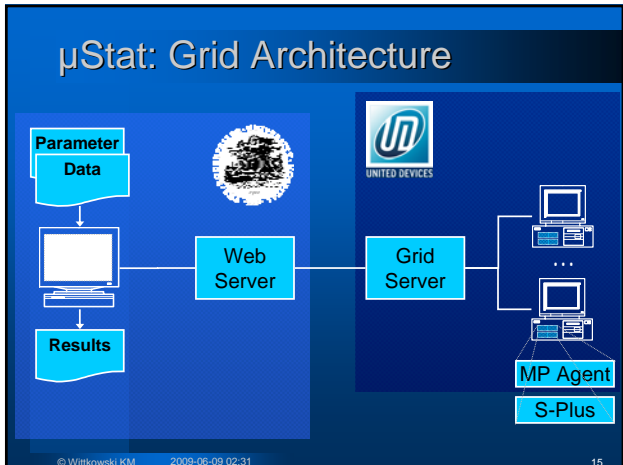 µStat: Grid Architecture
Parameter
Data
UNITED DEVICES
Web
Server
Grid
Server
...
Results
MP Agent
S-Plus
© Wittkowski KM 2009-06-09 02:31 15